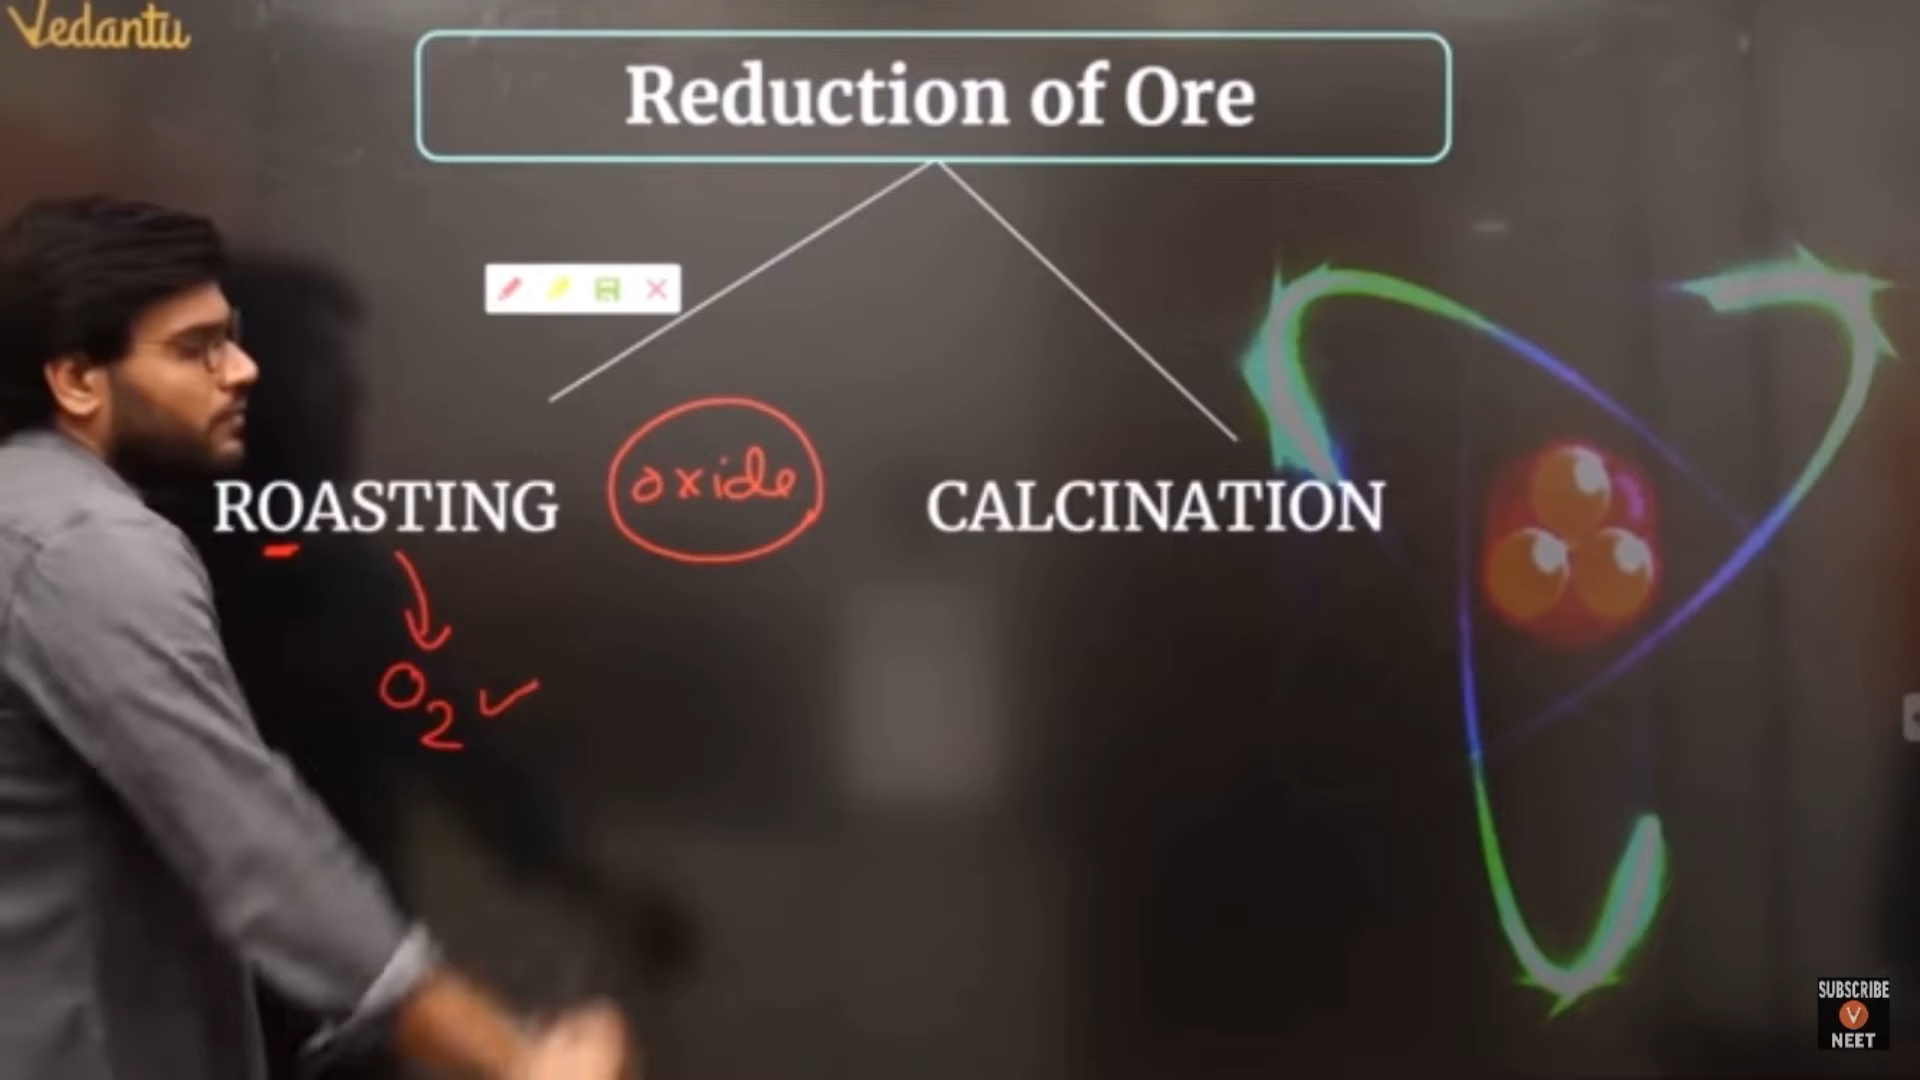 Vedantu
Reduction of Ore
ROASTING
oxide
CALCINATION
O2 ✓
SUBSCRIBE
V
NEET